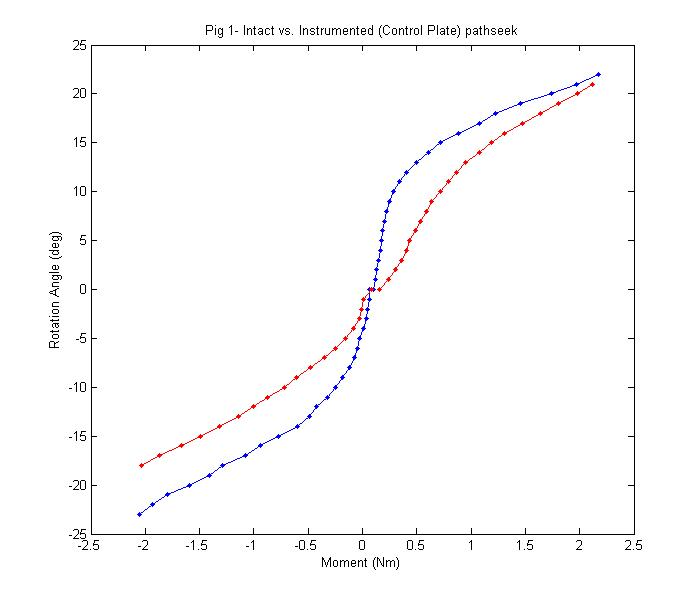 Pig 1- Intact vs. Instrumented (Control Plate) pathseek
25
20
15
10
5
0
-5
-10
-15
-20
-25
Rotation Angle (deg)
-2.5 -2 -1.5 -1 -0.5 0 0.5 1 1.5 2 2.5
Moment (Nm)